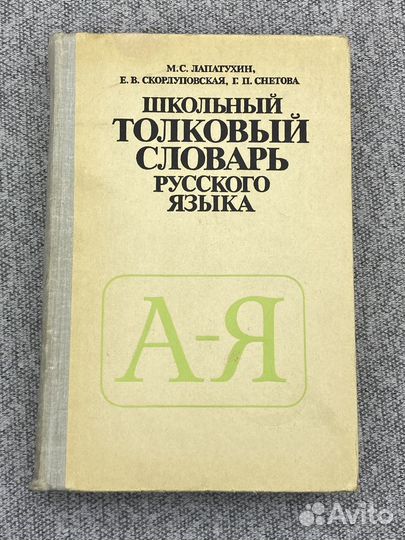 М.С. ЛАПАТУХИН,
Е.В. СКОРЛУПОВСКАЯ, Г.П. СНЕТОВА
ШКОЛЬНЫЙ
ТОЛКОВЫЙ
СЛОВАРЬ
РУССКОГО
ЯЗЫКА
А-Я
Avito